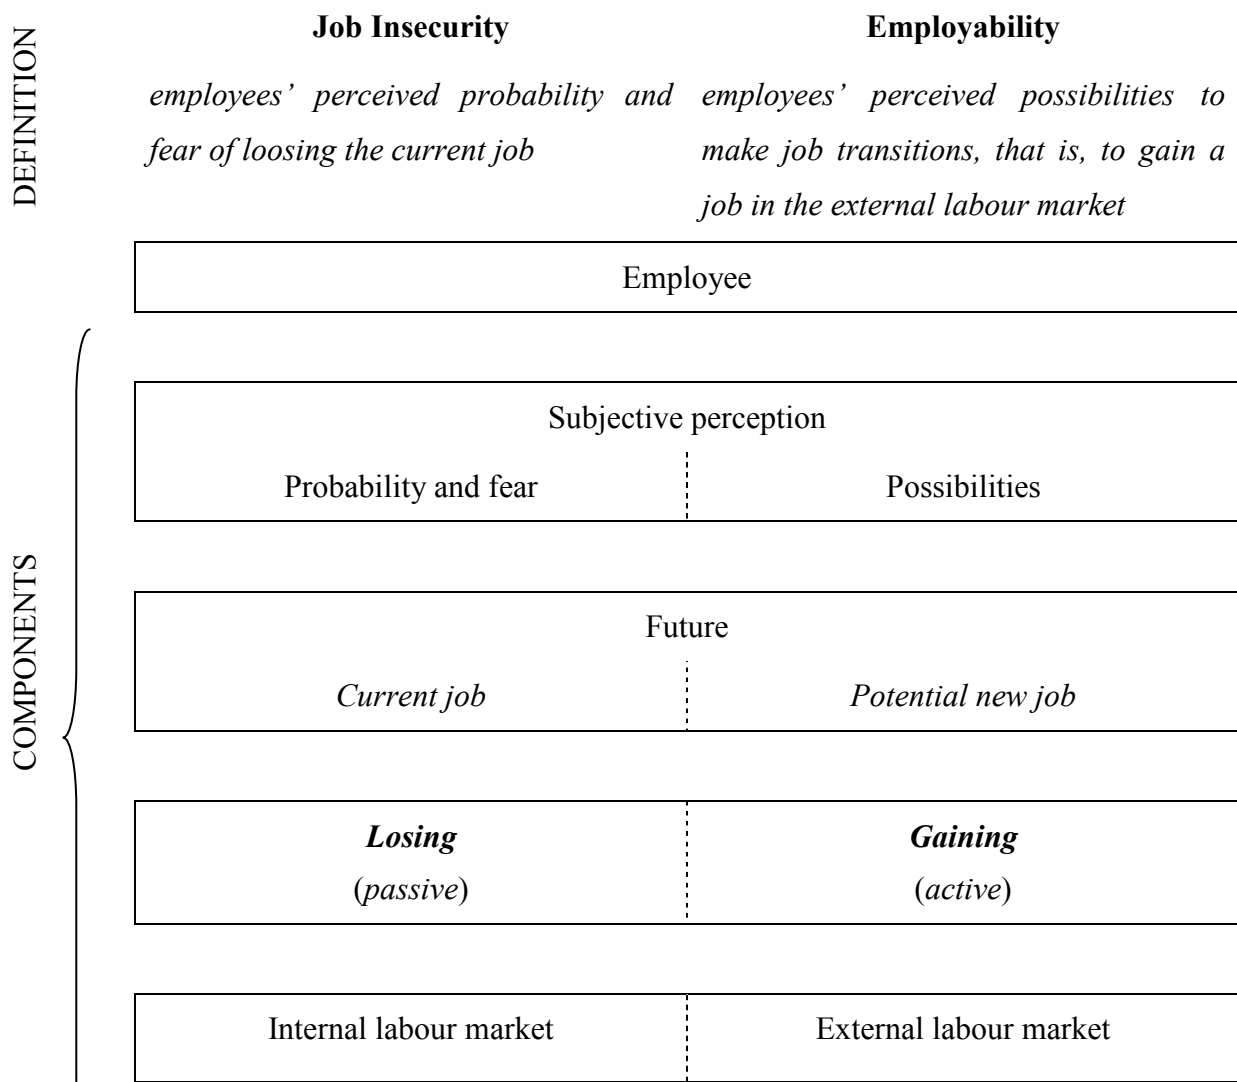 DEFINITION
Job Insecurity
Employability
employees’ perceived probability and
fear of loosing the current job
employees’ perceived possibilities to
make job transitions, that is, to gain a
job in the external labour market
COMPONENTS
Employee
Subjective perception
Probability and fear
Possibilities
Future
Current job
Potential new job
Losing
(passive)
Gaining
(active)
Internal labour market
External labour market